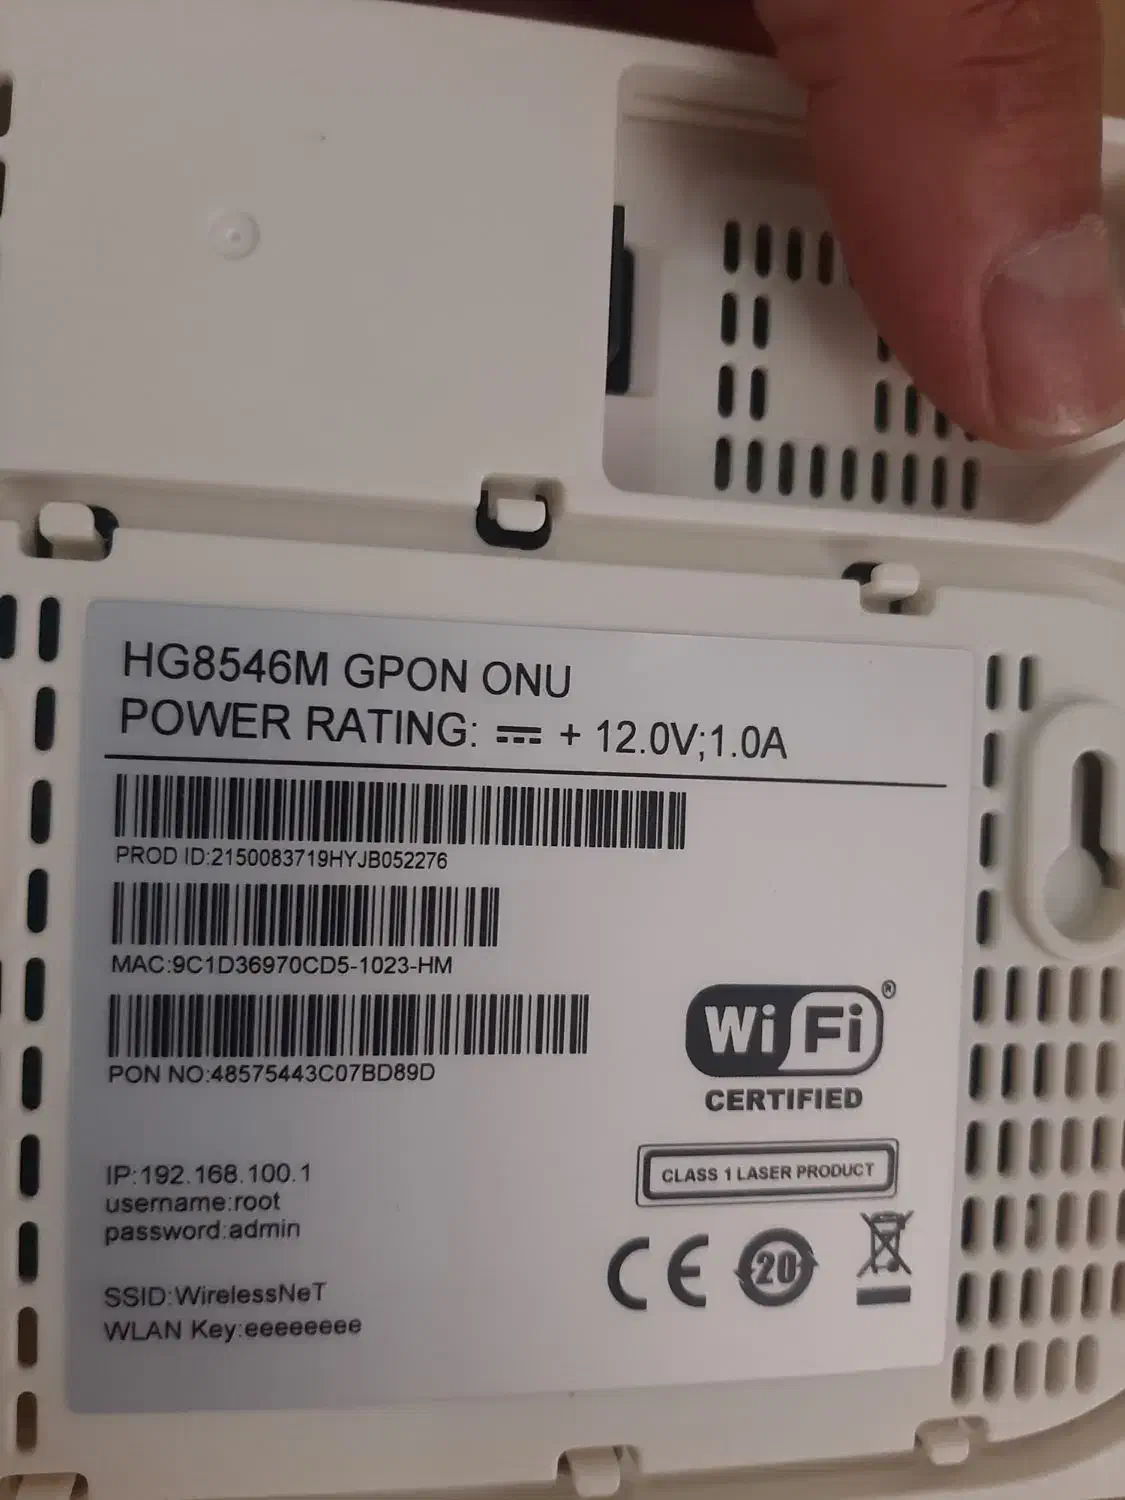 HG8546M GPON ONU
POWER RATING: ⎓ + 12.0V;1.0A
PROD ID:2150083719HYJB052276
MAC:9C1D36970CD5-1023-HM
PON NO:48575443C07BD89D
Wi Fi ®
CERTIFIED
IP:192.168.100.1
username:root
password:admin
CLASS 1 LASER PRODUCT
CE 20
SSID:WirelessNeT
WLAN Key:eeeeeeee